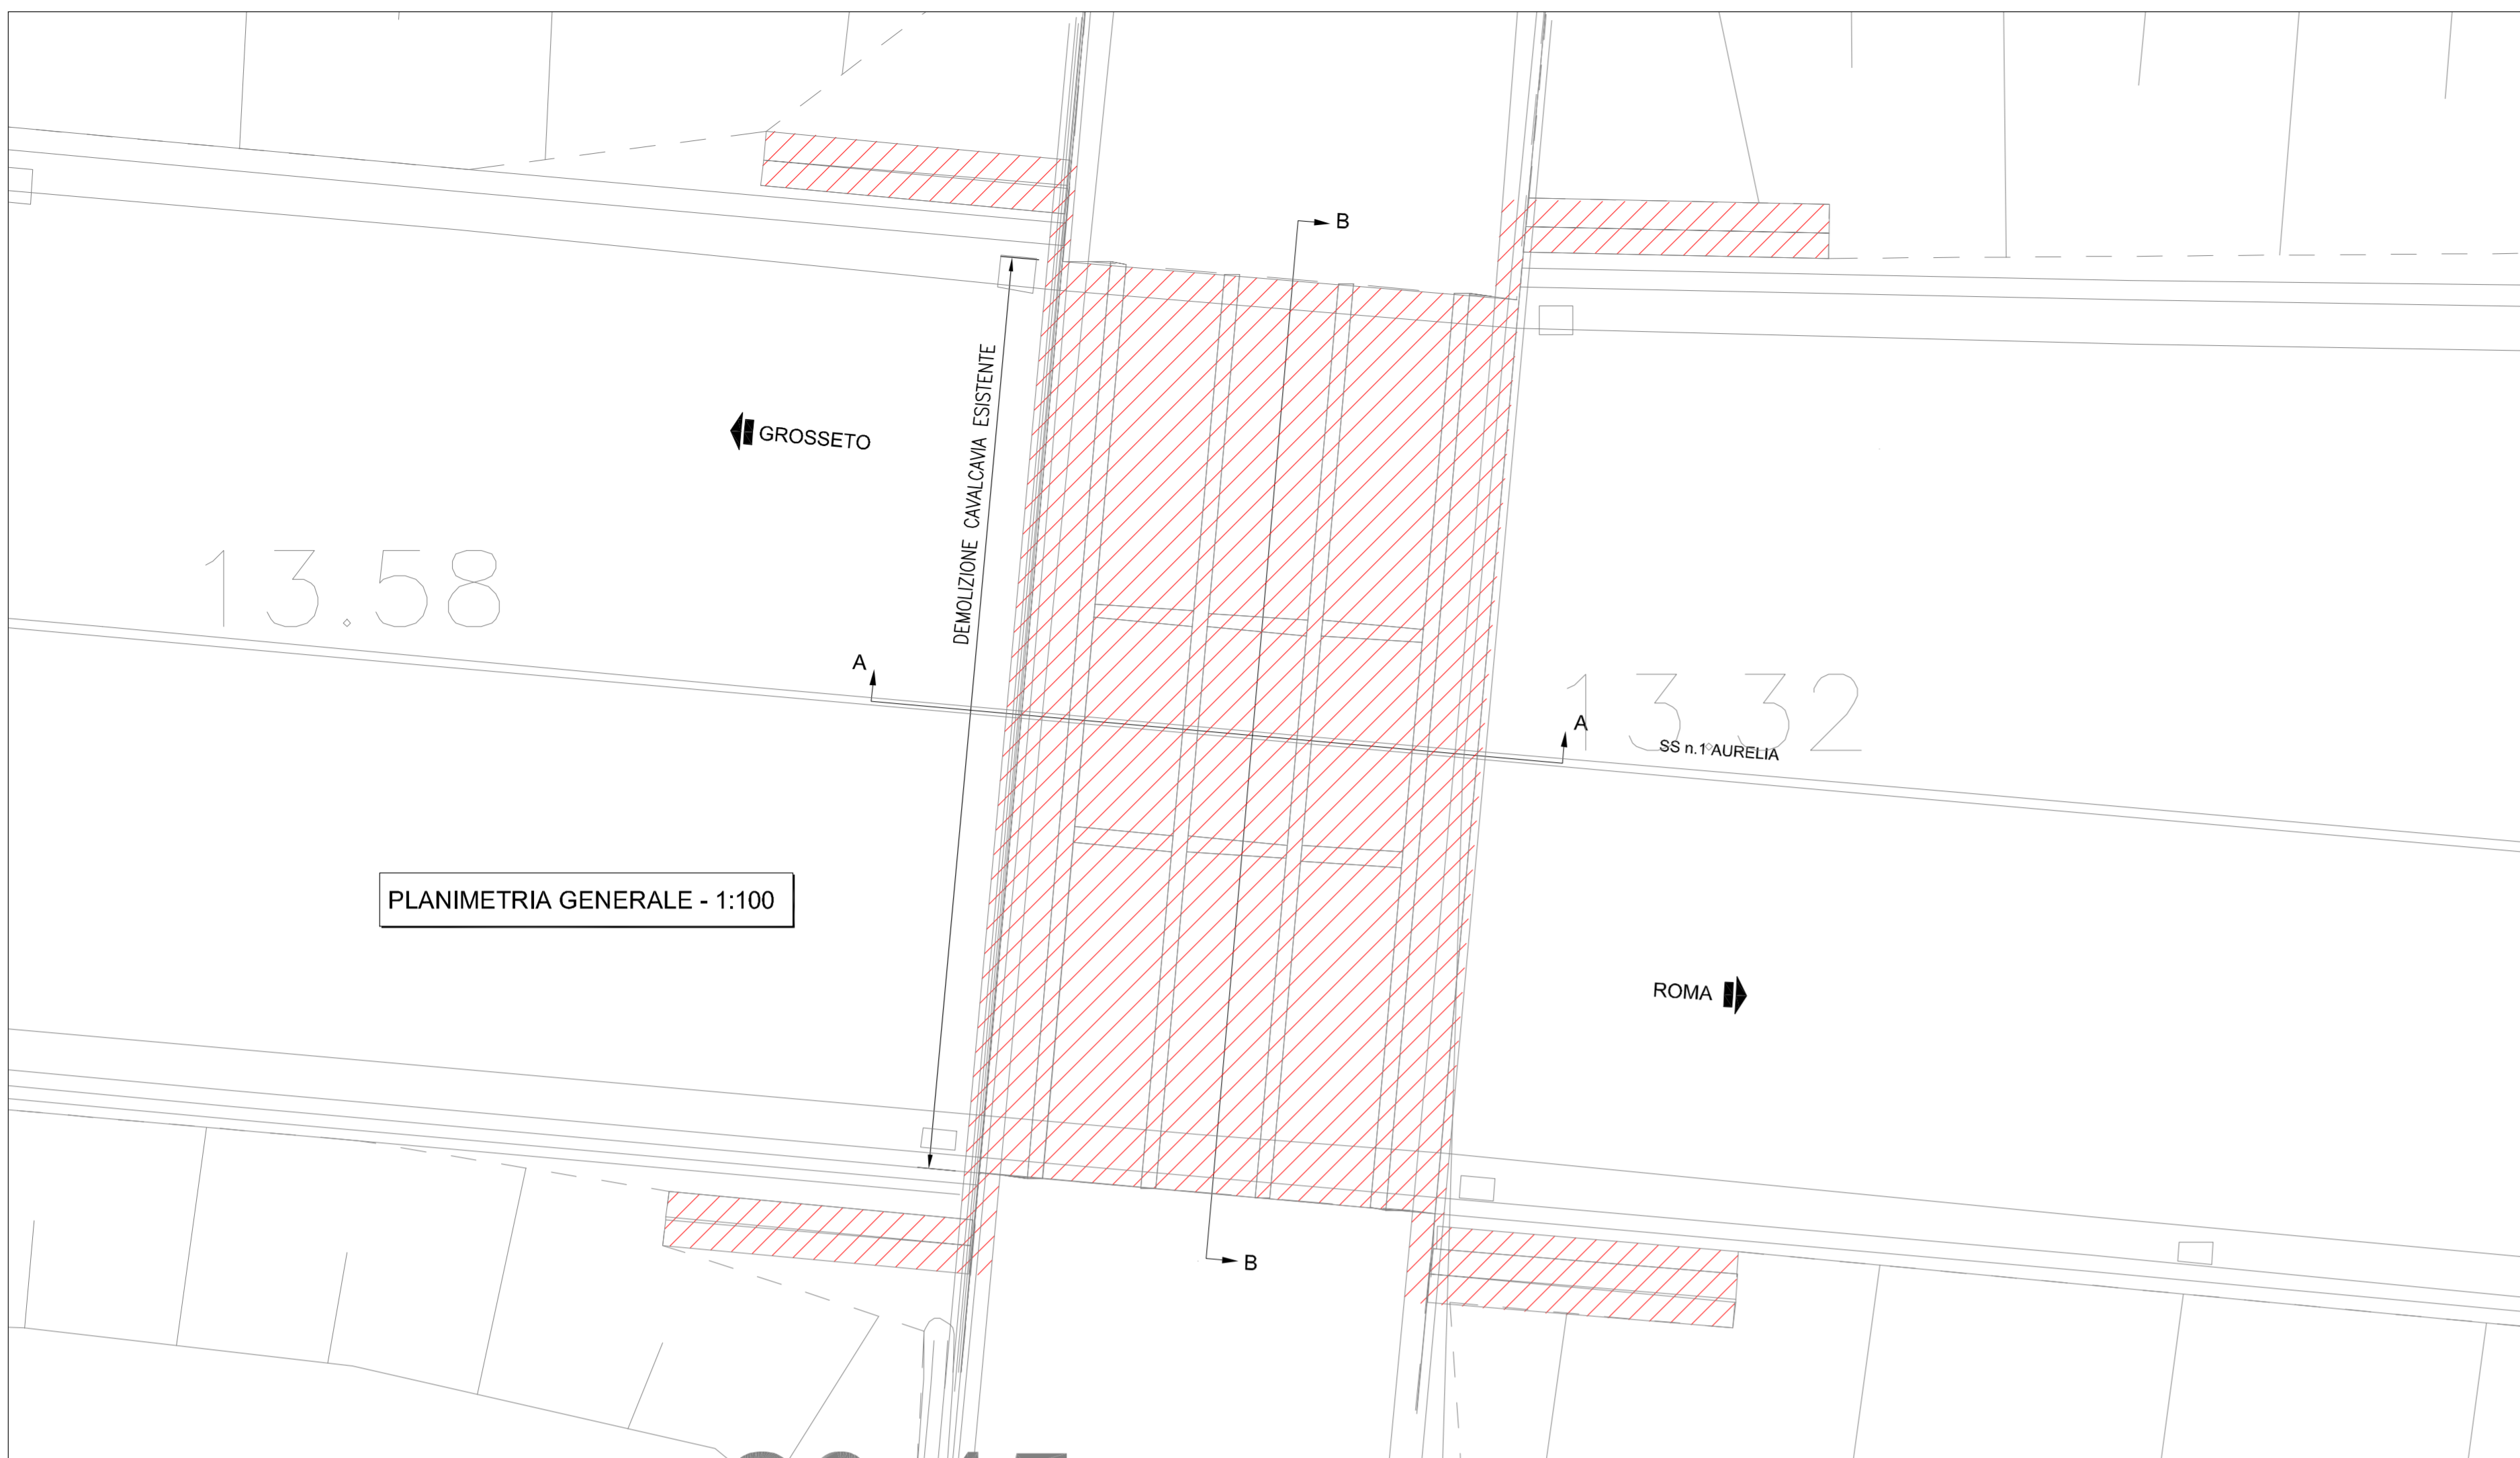 B
DEMOLIZIONE CAVALCAVIA ESISTENTE
GROSSETO
13.58
A
13.32
A
SS n.1 AURELIA
PLANIMETRIA GENERALE - 1:100
ROMA
B